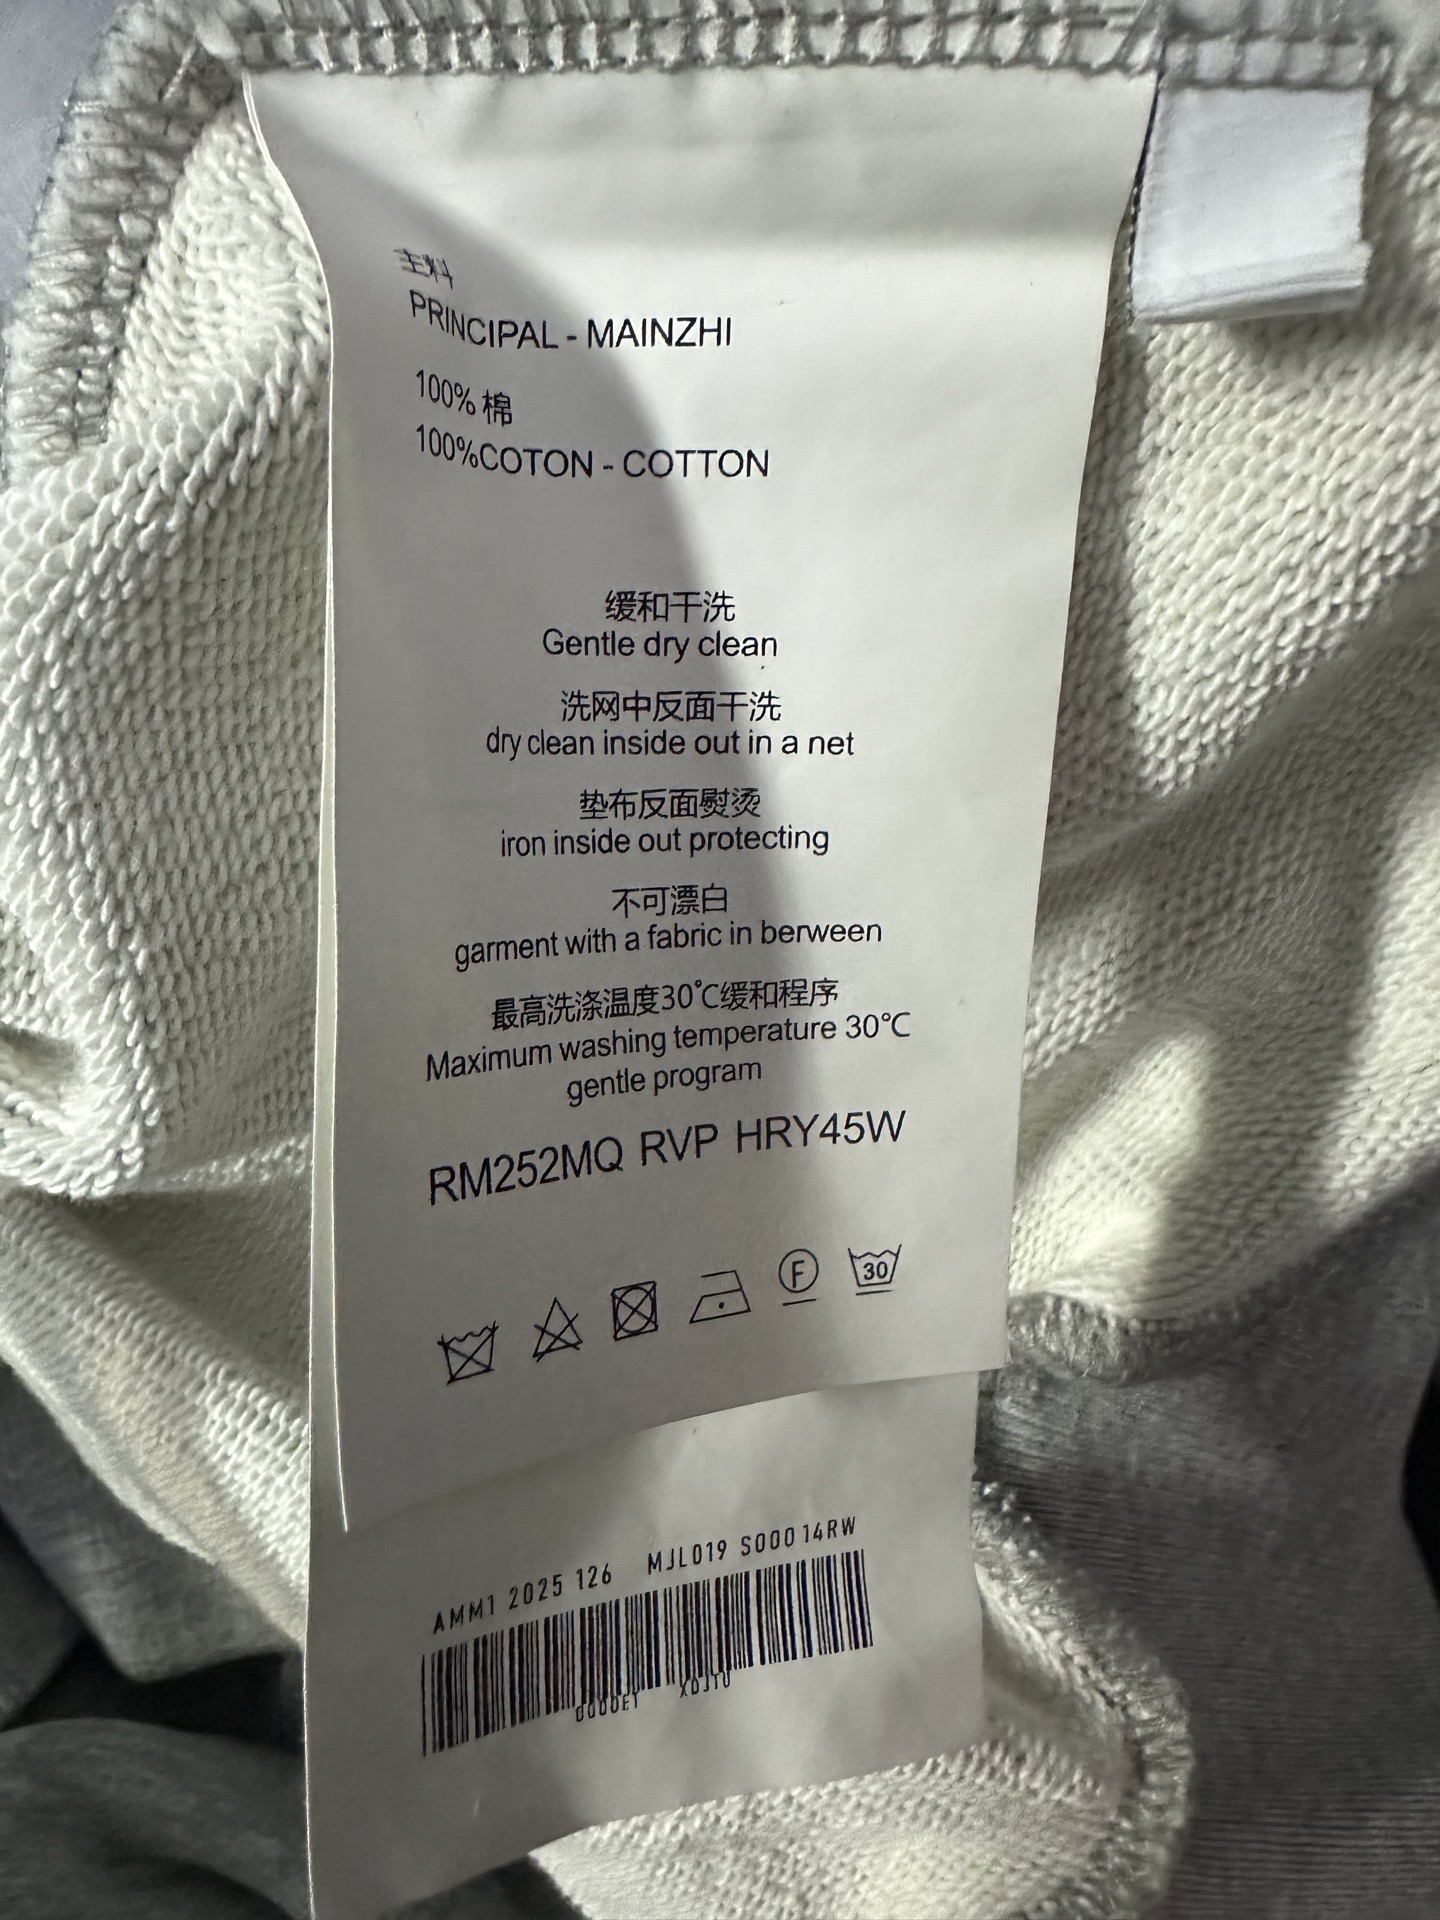 主料
PRINCIPAL - MAINZHI
100% 棉
100%COTON - COTTON
缓和干洗
Gentle dry clean
洗网中反面干洗
dry clean inside out in a net
垫布反面熨烫
iron inside out protecting
不可漂白
garment with a fabric in berween
最高洗涤温度30℃缓和程序
Maximum washing temperature 30℃
gentle program
RM252MQ RVP HRY45W
F
30
AMM1 2025 126 MJL019 S00014RW